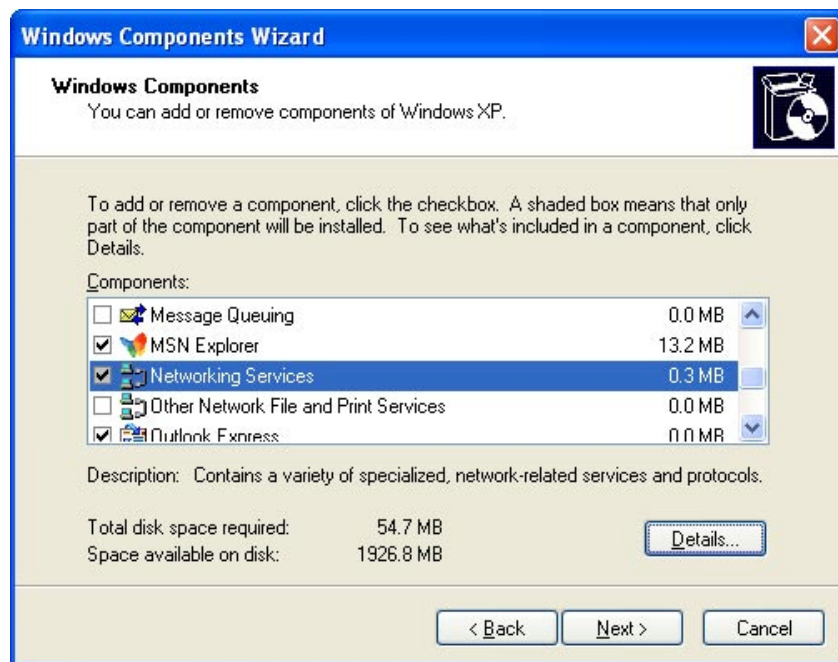 Windows Components Wizard
Windows Components
You can add or remove components of Windows XP.
To add or remove a component, click the checkbox. A shaded box means that only
part of the component will be installed. To see what's included in a component, click
Details.
Components:
Message Queuing 0.0 MB
MSN Explorer 13.2 MB
Networking Services 0.3 MB
Other Network File and Print Services 0.0 MB
Outlook Express 0.0 MB
Description: Contains a variety of specialized, network-related services and protocols.
Total disk space required: 54.7 MB
Space available on disk: 1926.8 MB
Details...
< Back Next > Cancel